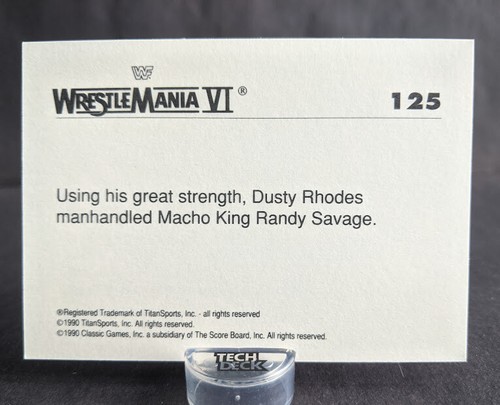 WF
WRESTLEMANIA VI ®
125
Using his great strength, Dusty Rhodes
manhandled Macho King Randy Savage.
®Registered Trademark of TitanSports, Inc. - all rights reserved
©1990 TitanSports, Inc. All rights reserved.
©1990 Classic Games, Inc. a subsidiary of The Score Board, Inc. All rights reserved.
TECH
DECK